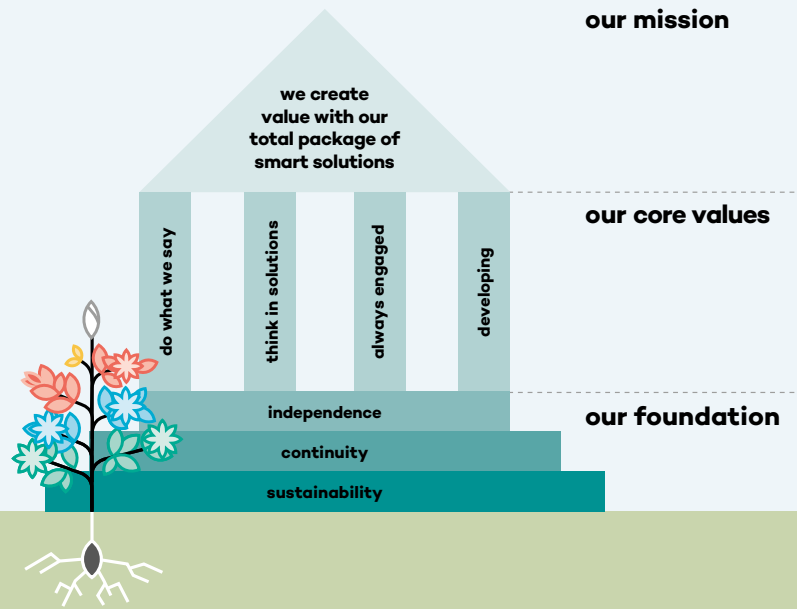 our mission
we create
value with our
total package of
smart solutions
our core values
do what we say
think in solutions
always engaged
developing
our foundation
independence
continuity
sustainability